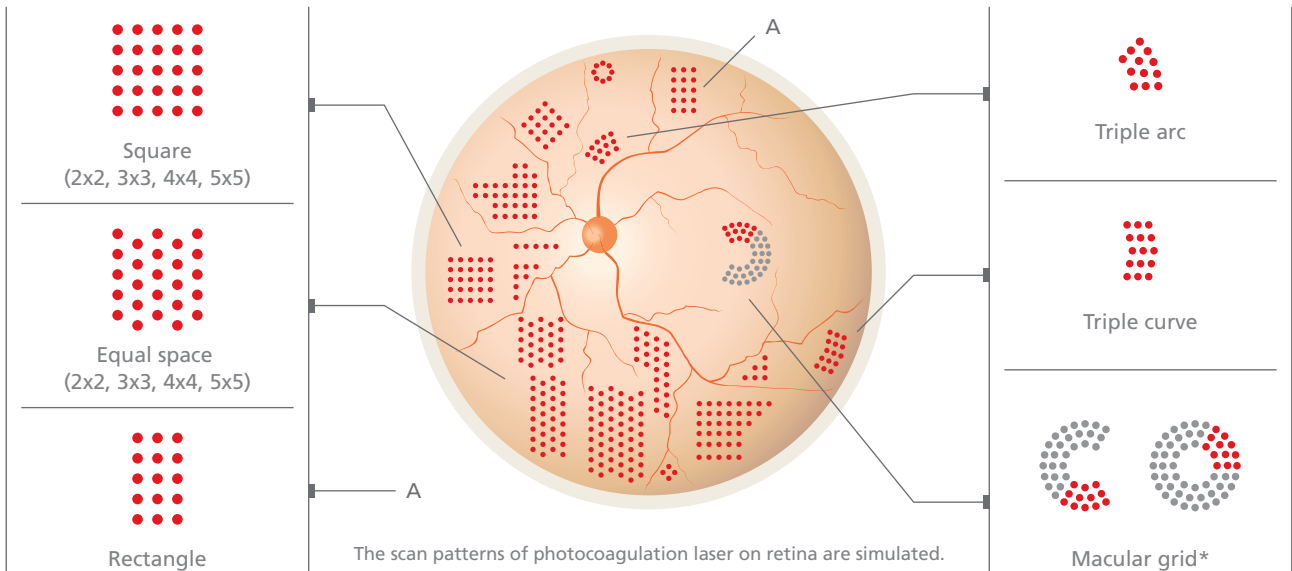 Square
(2x2, 3x3, 4x4, 5x5)
Equal space
(2x2, 3x3, 4x4, 5x5)
Rectangle
A
A
The scan patterns of photocoagulation laser on retina are simulated.
Triple arc
Triple curve
Macular grid*